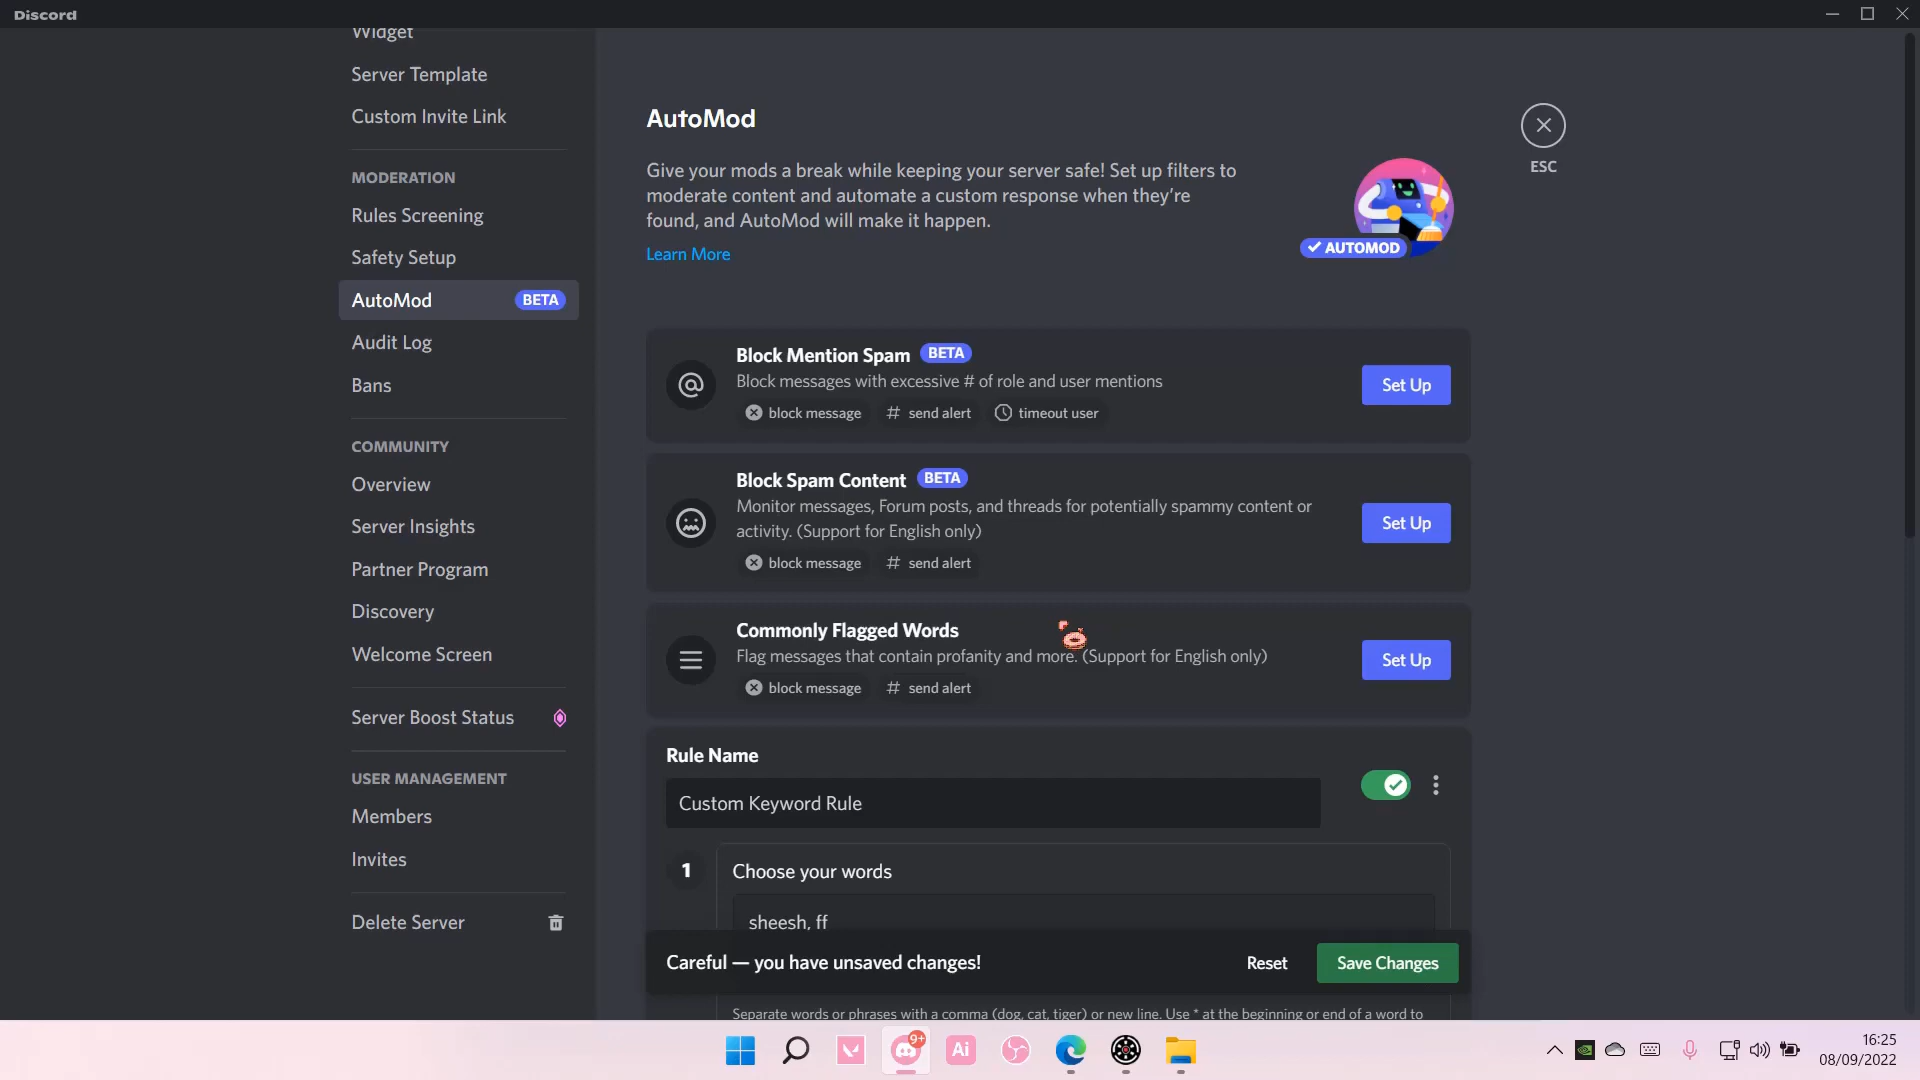 Discord
Widget
Server Template
Custom Invite Link
MODERATION
Rules Screening
Safety Setup
AutoMod BETA
Audit Log
Bans
COMMUNITY
Overview
Server Insights
Partner Program
Discovery
Welcome Screen
Server Boost Status
USER MANAGEMENT
Members
Invites
Delete Server
AutoMod
Give your mods a break while keeping your server safe! Set up filters to
moderate content and automate a custom response when they’re
found, and AutoMod will make it happen.
Learn More
AUTOMOD
ESC
Block Mention Spam BETA
Block messages with excessive # of role and user mentions
block message # send alert timeout user
Set Up
Block Spam Content BETA
Monitor messages, Forum posts, and threads for potentially spammy content or
activity. (Support for English only)
block message # send alert
Set Up
Commonly Flagged Words
Flag messages that contain profanity and more. (Support for English only)
block message # send alert
Set Up
Rule Name
Custom Keyword Rule
1 Choose your words
sheesh, ff
Careful — you have unsaved changes! Reset Save Changes
Separate words or phrases with a comma (dog, cat, tiger) or new line. Use * at the beginning or end of a word to
9+
Ai
16:25
08/09/2022